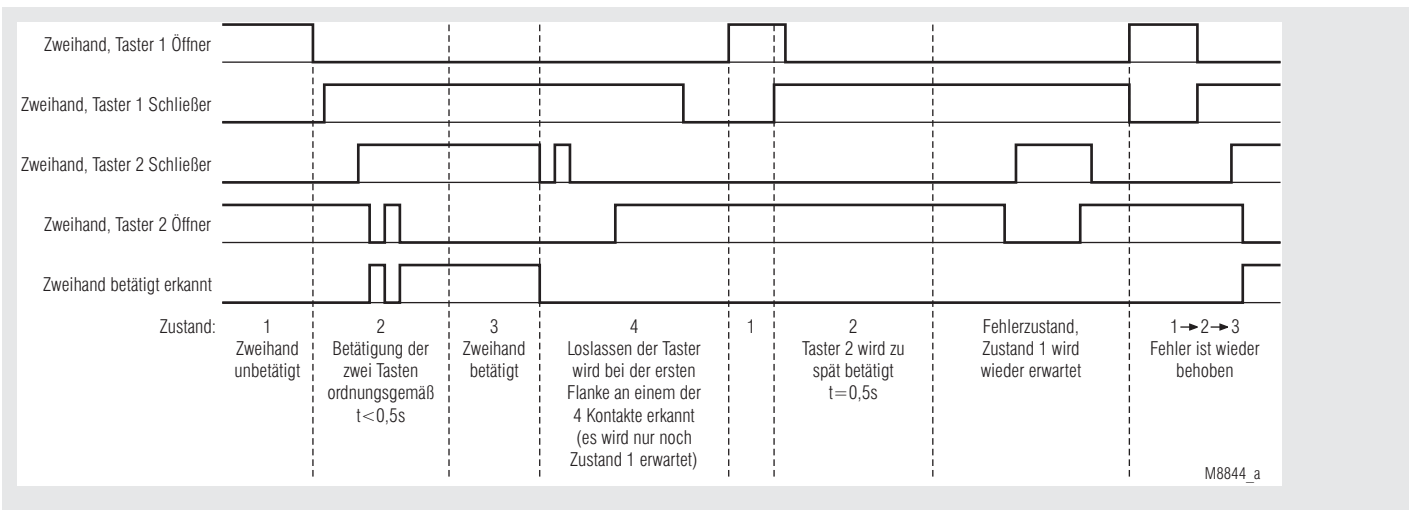 Zweihand, Taster 1 Öffner
Zweihand, Taster 1 Schließer
Zweihand, Taster 2 Schließer
Zweihand, Taster 2 Öffner
Zweihand betätigt erkannt
Zustand:
1
Zweihand
unbetätigt
2
Betätigung der
zwei Tasten
ordnungsgemäß
t<0,5s
3
Zweihand
betätigt
4
Loslassen der Taster
wird bei der ersten
Flanke an einem der
4 Kontakte erkannt
(es wird nur noch
Zustand 1 erwartet)
1
2
Taster 2 wird zu
spät betätigt
t=0,5s
Fehlerzustand,
Zustand 1 wird
wieder erwartet
1→2→3
Fehler ist wieder
behoben
M8844_a